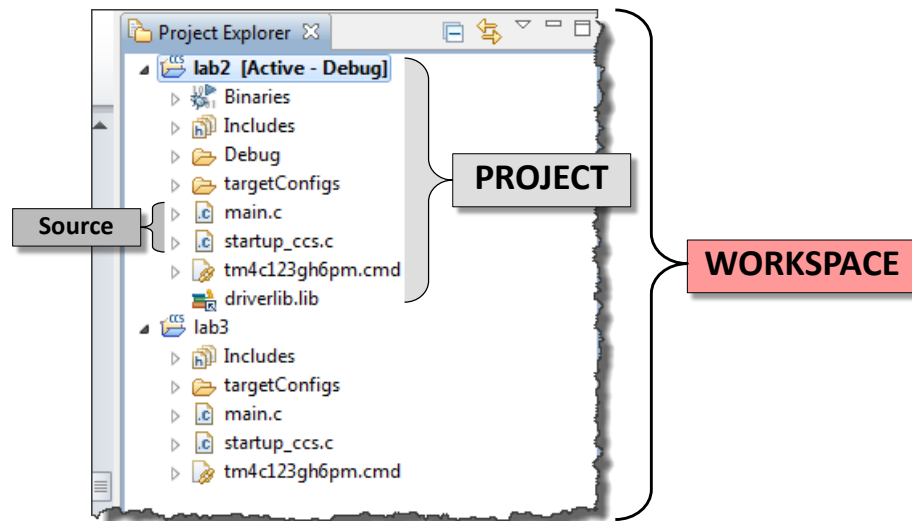 Project Explorer
lab2 [Active - Debug]
Binaries
Includes
Debug
targetConfigs
main.c
startup_ccs.c
tm4c123gh6pm.cmd
driverlib.lib
lab3
Includes
targetConfigs
main.c
startup_ccs.c
tm4c123gh6pm.cmd
Source
PROJECT
WORKSPACE